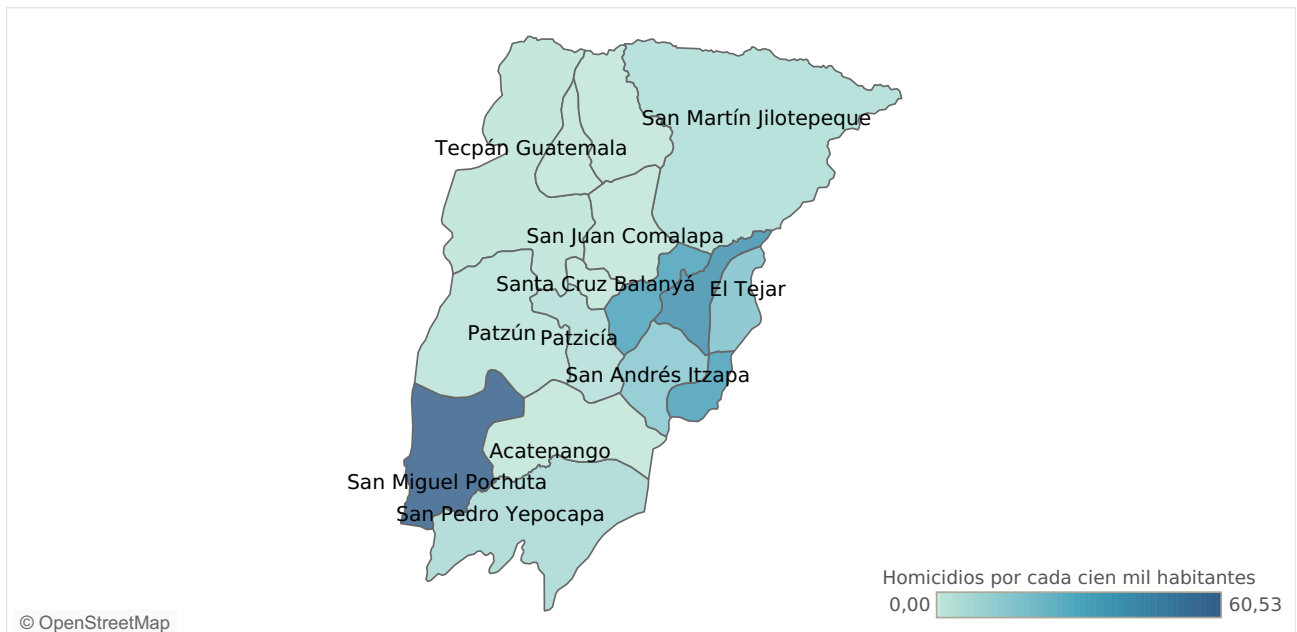 San Martín Jilotepeque
Tecpán Guatemala
San Juan Comalapa
Santa Cruz Balanyá
El Tejar
Patzún
Patzicía
San Andrés Itzapa
Acatenango
San Miguel Pochuta
San Pedro Yepocapa
Homicidios por cada cien mil habitantes
0,00
60,53
© OpenStreetMap